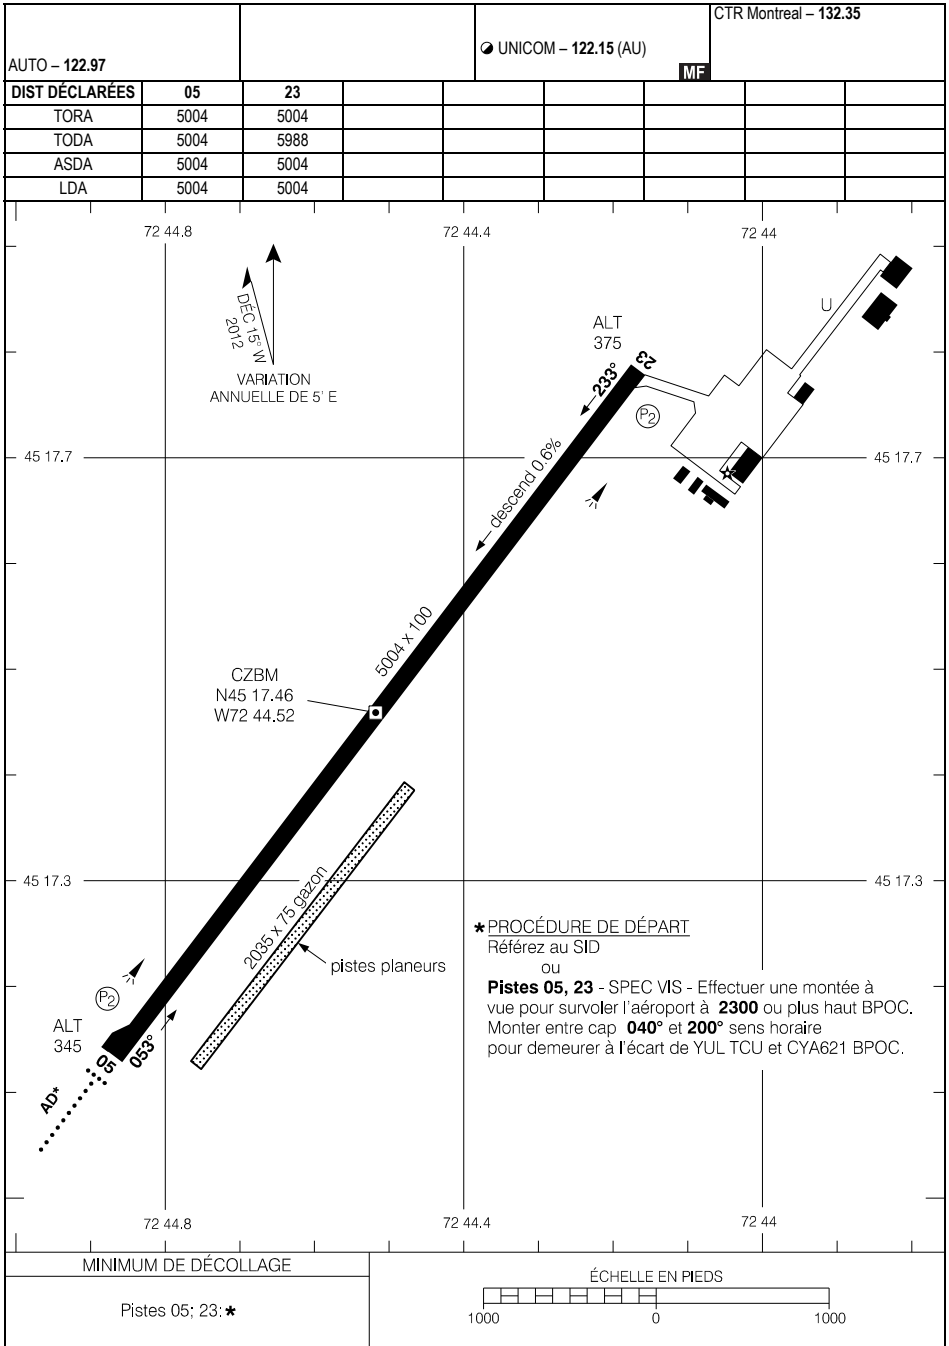 CTR Montreal – 132.35
UNICOM – 122.15 (AU)
AUTO – 122.97
MF
DIST DÉCLARÉES 05 23
TORA 5004 5004
TODA 5004 5988
ASDA 5004 5004
LDA 5004 5004
72 44.8 72 44.4 72 44
DÉC 15° W
2012
VARIATION
ANNUELLE DE 5' E
U
ALT
375
23
233°
P2
45 17.7 45 17.7
descend 0.6%
5004 x 100
CZBM
N45 17.46
W72 44.52
45 17.3 45 17.3
2035 x 75 gazon
pistes planeurs
* PROCÉDURE DE DÉPART
Référez au SID
ou
Pistes 05, 23 - SPEC VIS - Effectuer une montée à
vue pour survoler l'aéroport à 2300 ou plus haut BPOC.
Monter entre cap 040° et 200° sens horaire
pour demeurer à l'écart de YUL TCU et CYA621 BPOC.
P2
ALT
345
05
053°
AD*
72 44.8 72 44.4 72 44
MINIMUM DE DÉCOLLAGE
Pistes 05; 23: *
ÉCHELLE EN PIEDS
1000 0 1000